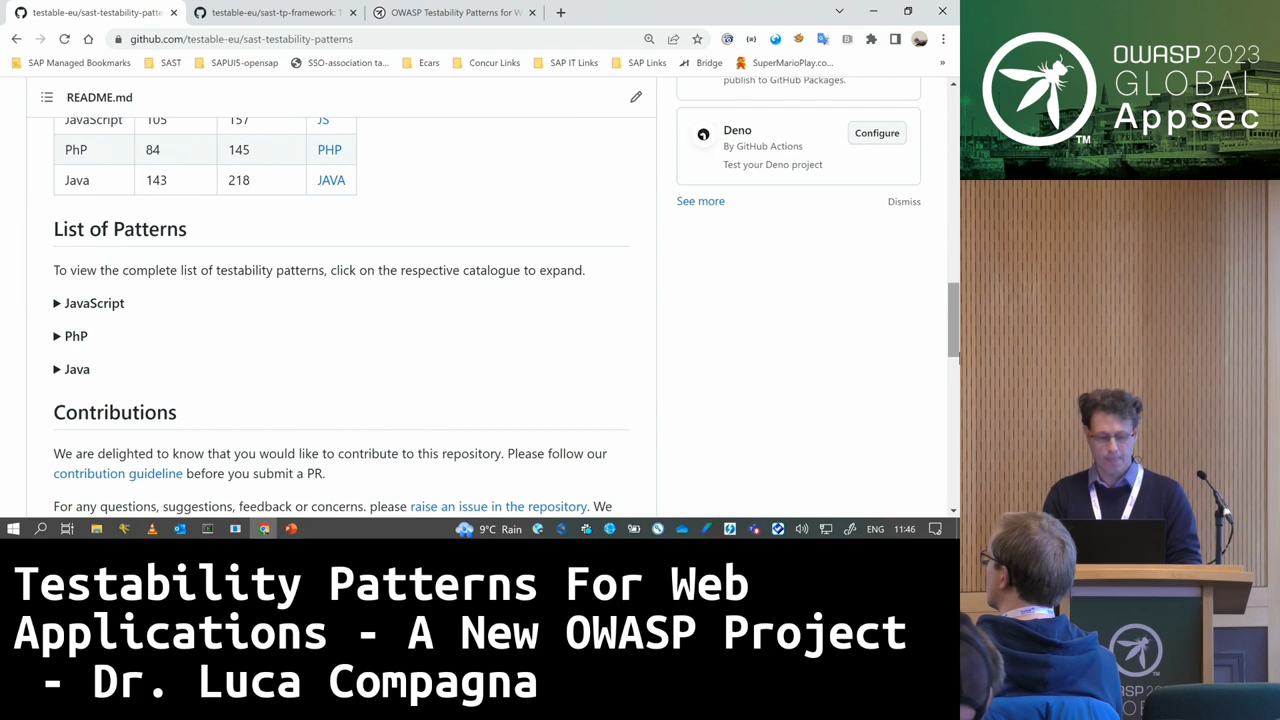 testable-eu/sast-testability-patte
testable-eu/sast-tp-framework: T
OWASP Testability Patterns for W
github.com/testable-eu/sast-testability-patterns
SAP Managed Bookmarks
SAST
SAPUI5-opensap
SSO-association ta...
Ecars
Concur Links
SAP IT Links
SAP Links
Bridge
SuperMarioPlay.co...
»
README.md
JavaScript 105 157 JS
PhP 84 145 PHP
Java 143 218 JAVA
List of Patterns
To view the complete list of testability patterns, click on the respective catalogue to expand.
JavaScript
PhP
Java
Contributions
We are delighted to know that you would like to contribute to this repository. Please follow our
contribution guideline before you submit a PR.
For any questions, suggestions, feedback or concerns. please raise an issue in the repository. We
publish to GitHub Packages.
Deno
Configure
By GitHub Actions
Test your Deno project
See more
Dismiss
9°C Rain
ENG
11:46
OWASP 2023
GLOBAL
AppSec
TM
Testability Patterns For Web
Applications - A New OWASP Project
- Dr. Luca Compagna